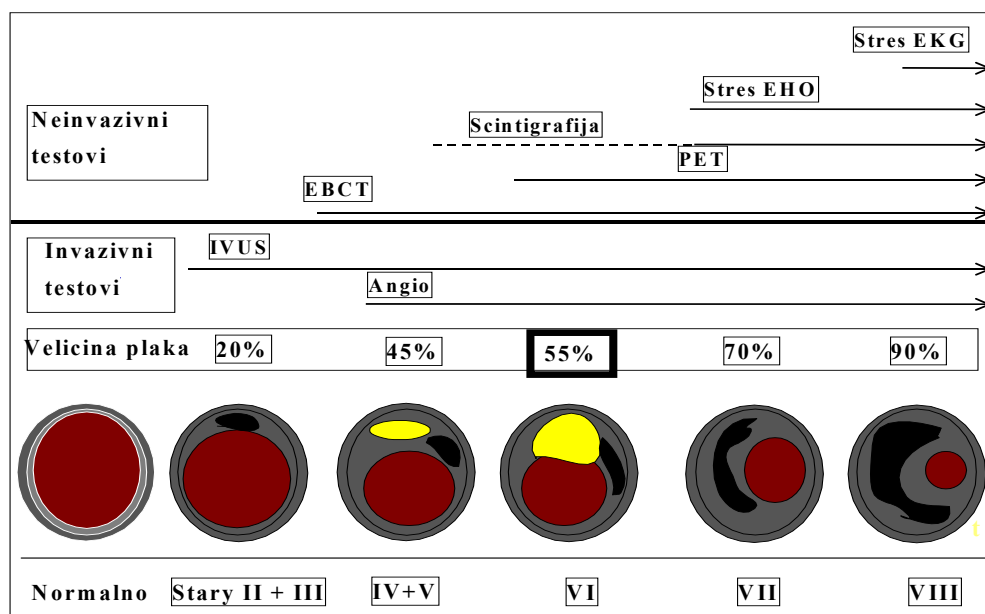 Stres EKG
Stres EHO
Neinvazivni
testovi
Scintigrafija
PET
EBCT
Invazivni
testovi
IVUS
Angio
Velicina plaka 20% 45% 55% 70% 90%
Normalno Stary II + III IV+V VI VII VIII